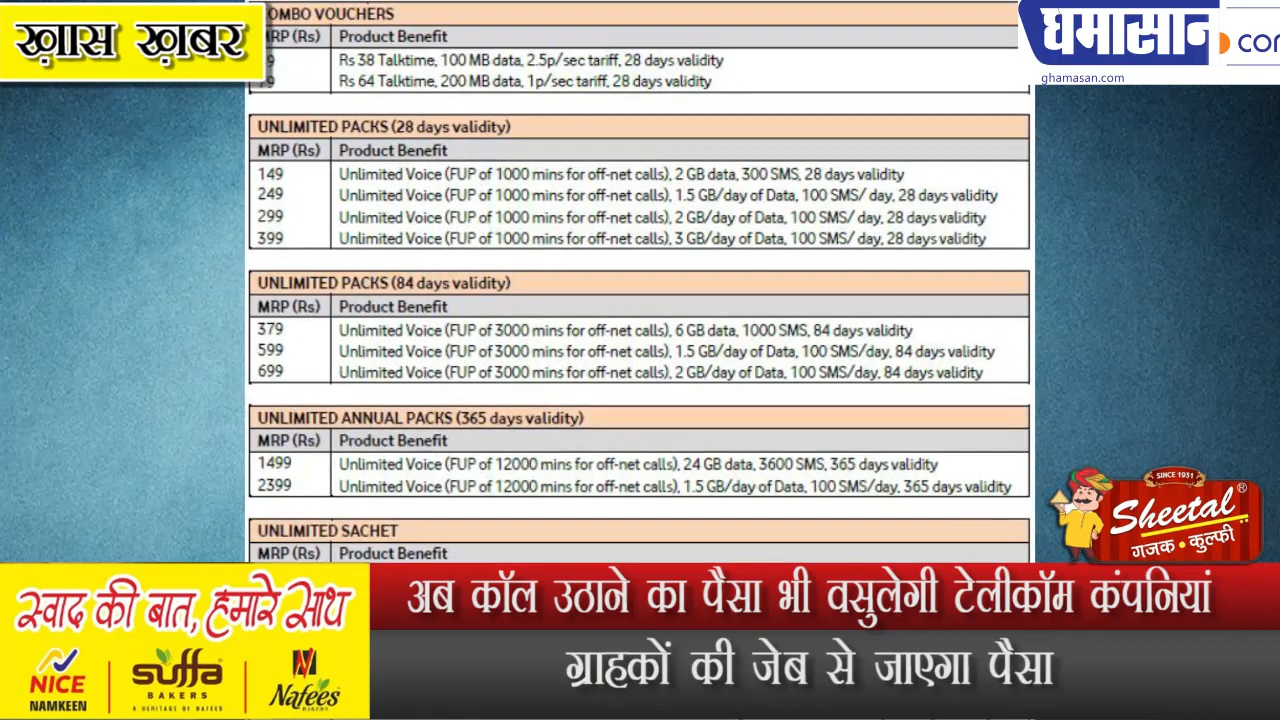 ख़ास ख़बर
घमासान
.com
ghamasan.com
OMBO VOUCHERS
MRP (Rs) Product Benefit
Rs 38 Talktime, 100 MB data, 2.5p/sec tariff, 28 days validity
Rs 64 Talktime, 200 MB data, 1p/sec tariff, 28 days validity
UNLIMITED PACKS (28 days validity)
MRP (Rs) Product Benefit
149 Unlimited Voice (FUP of 1000 mins for off-net calls), 2 GB data, 300 SMS, 28 days validity
249 Unlimited Voice (FUP of 1000 mins for off-net calls), 1.5 GB/day of Data, 100 SMS/ day, 28 days validity
299 Unlimited Voice (FUP of 1000 mins for off-net calls), 2 GB/day of Data, 100 SMS/ day, 28 days validity
399 Unlimited Voice (FUP of 1000 mins for off-net calls), 3 GB/day of Data, 100 SMS/ day, 28 days validity
UNLIMITED PACKS (84 days validity)
MRP (Rs) Product Benefit
379 Unlimited Voice (FUP of 3000 mins for off-net calls), 6 GB data, 1000 SMS, 84 days validity
599 Unlimited Voice (FUP of 3000 mins for off-net calls), 1.5 GB/day of Data, 100 SMS/day, 84 days validity
699 Unlimited Voice (FUP of 3000 mins for off-net calls), 2 GB/day of Data, 100 SMS/day, 84 days validity
UNLIMITED ANNUAL PACKS (365 days validity)
MRP (Rs) Product Benefit
1499 Unlimited Voice (FUP of 12000 mins for off-net calls), 24 GB data, 3600 SMS, 365 days validity
2399 Unlimited Voice (FUP of 12000 mins for off-net calls), 1.5 GB/day of Data, 100 SMS/day, 365 days validity
UNLIMITED SACHET
MRP (Rs) Product Benefit
SINCE 1931
Sheetal®
गजक • कुल्फी
स्वाद की बात, हमारे साथ
NICE
NAMKEEN
Suffa
BAKERS
A HERITAGE OF NAFEES
Nafees
BAKERS
अब कॉल उठाने का पैसा भी वसुलेगी टेलीकॉम कंपनियां
ग्राहकों की जेब से जाएगा पैसा